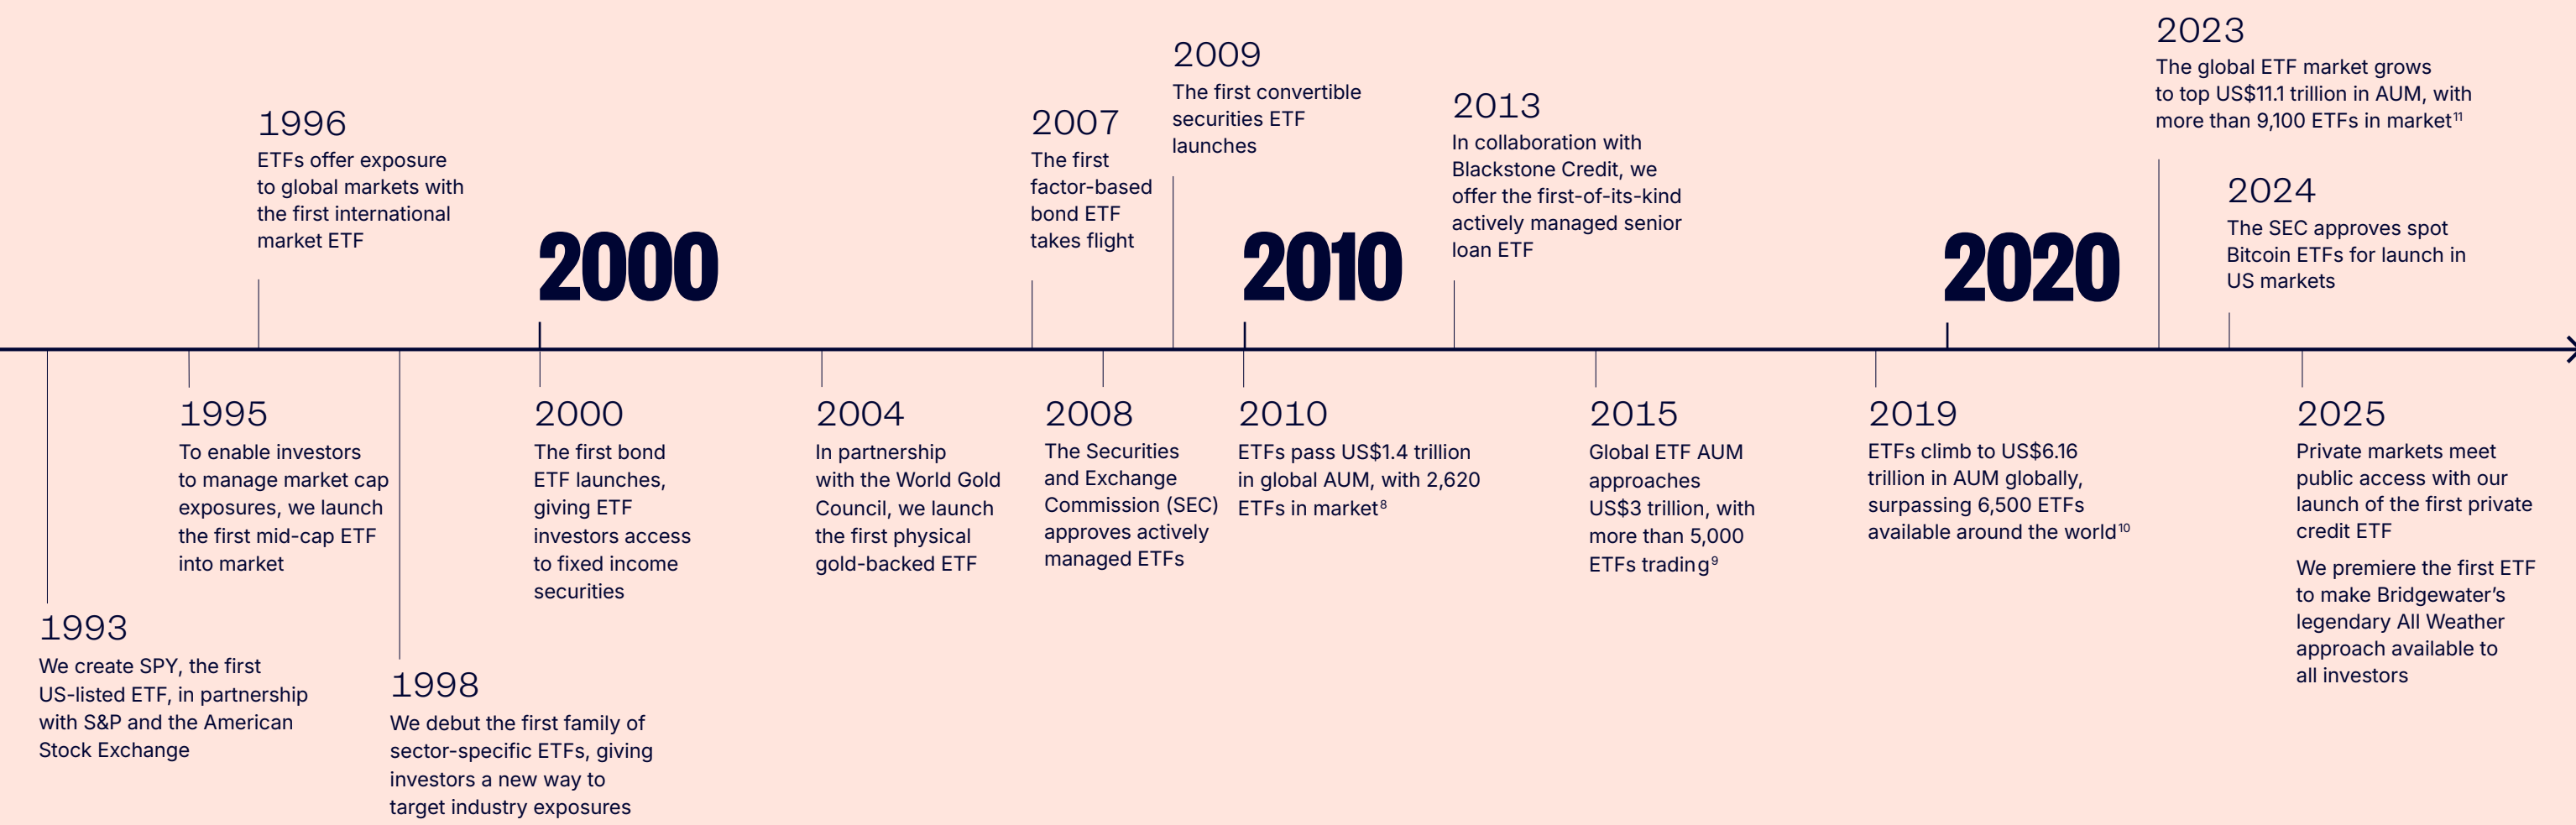 1996
ETFs offer exposure
to global markets with
the first international
market ETF
2000
2007
The first
factor-based
bond ETF
takes flight
2009
The first convertible
securities ETF
launches
2010
2013
In collaboration with
Blackstone Credit, we
offer the first-of-its-kind
actively managed senior
loan ETF
2020
2023
The global ETF market grows
to top US$11.1 trillion in AUM, with
more than 9,100 ETFs in market¹¹
2024
The SEC approves spot
Bitcoin ETFs for launch in
US markets
1993
We create SPY, the first
US-listed ETF, in partnership
with S&P and the American
Stock Exchange
1995
To enable investors
to manage market cap
exposures, we launch
the first mid-cap ETF
into market
1998
We debut the first family of
sector-specific ETFs, giving
investors a new way to
target industry exposures
2000
The first bond
ETF launches,
giving ETF
investors access
to fixed income
securities
2004
In partnership
with the World Gold
Council, we launch
the first physical
gold-backed ETF
2008
The Securities
and Exchange
Commission (SEC)
approves actively
managed ETFs
2010
ETFs pass US$1.4 trillion
in global AUM, with 2,620
ETFs in market⁸
2015
Global ETF AUM
approaches
US$3 trillion, with
more than 5,000
ETFs trading⁹
2019
ETFs climb to US$6.16
trillion in AUM globally,
surpassing 6,500 ETFs
available around the world¹⁰
2025
Private markets meet
public access with our
launch of the first private
credit ETF
We premiere the first ETF
to make Bridgewater’s
legendary All Weather
approach available to
all investors